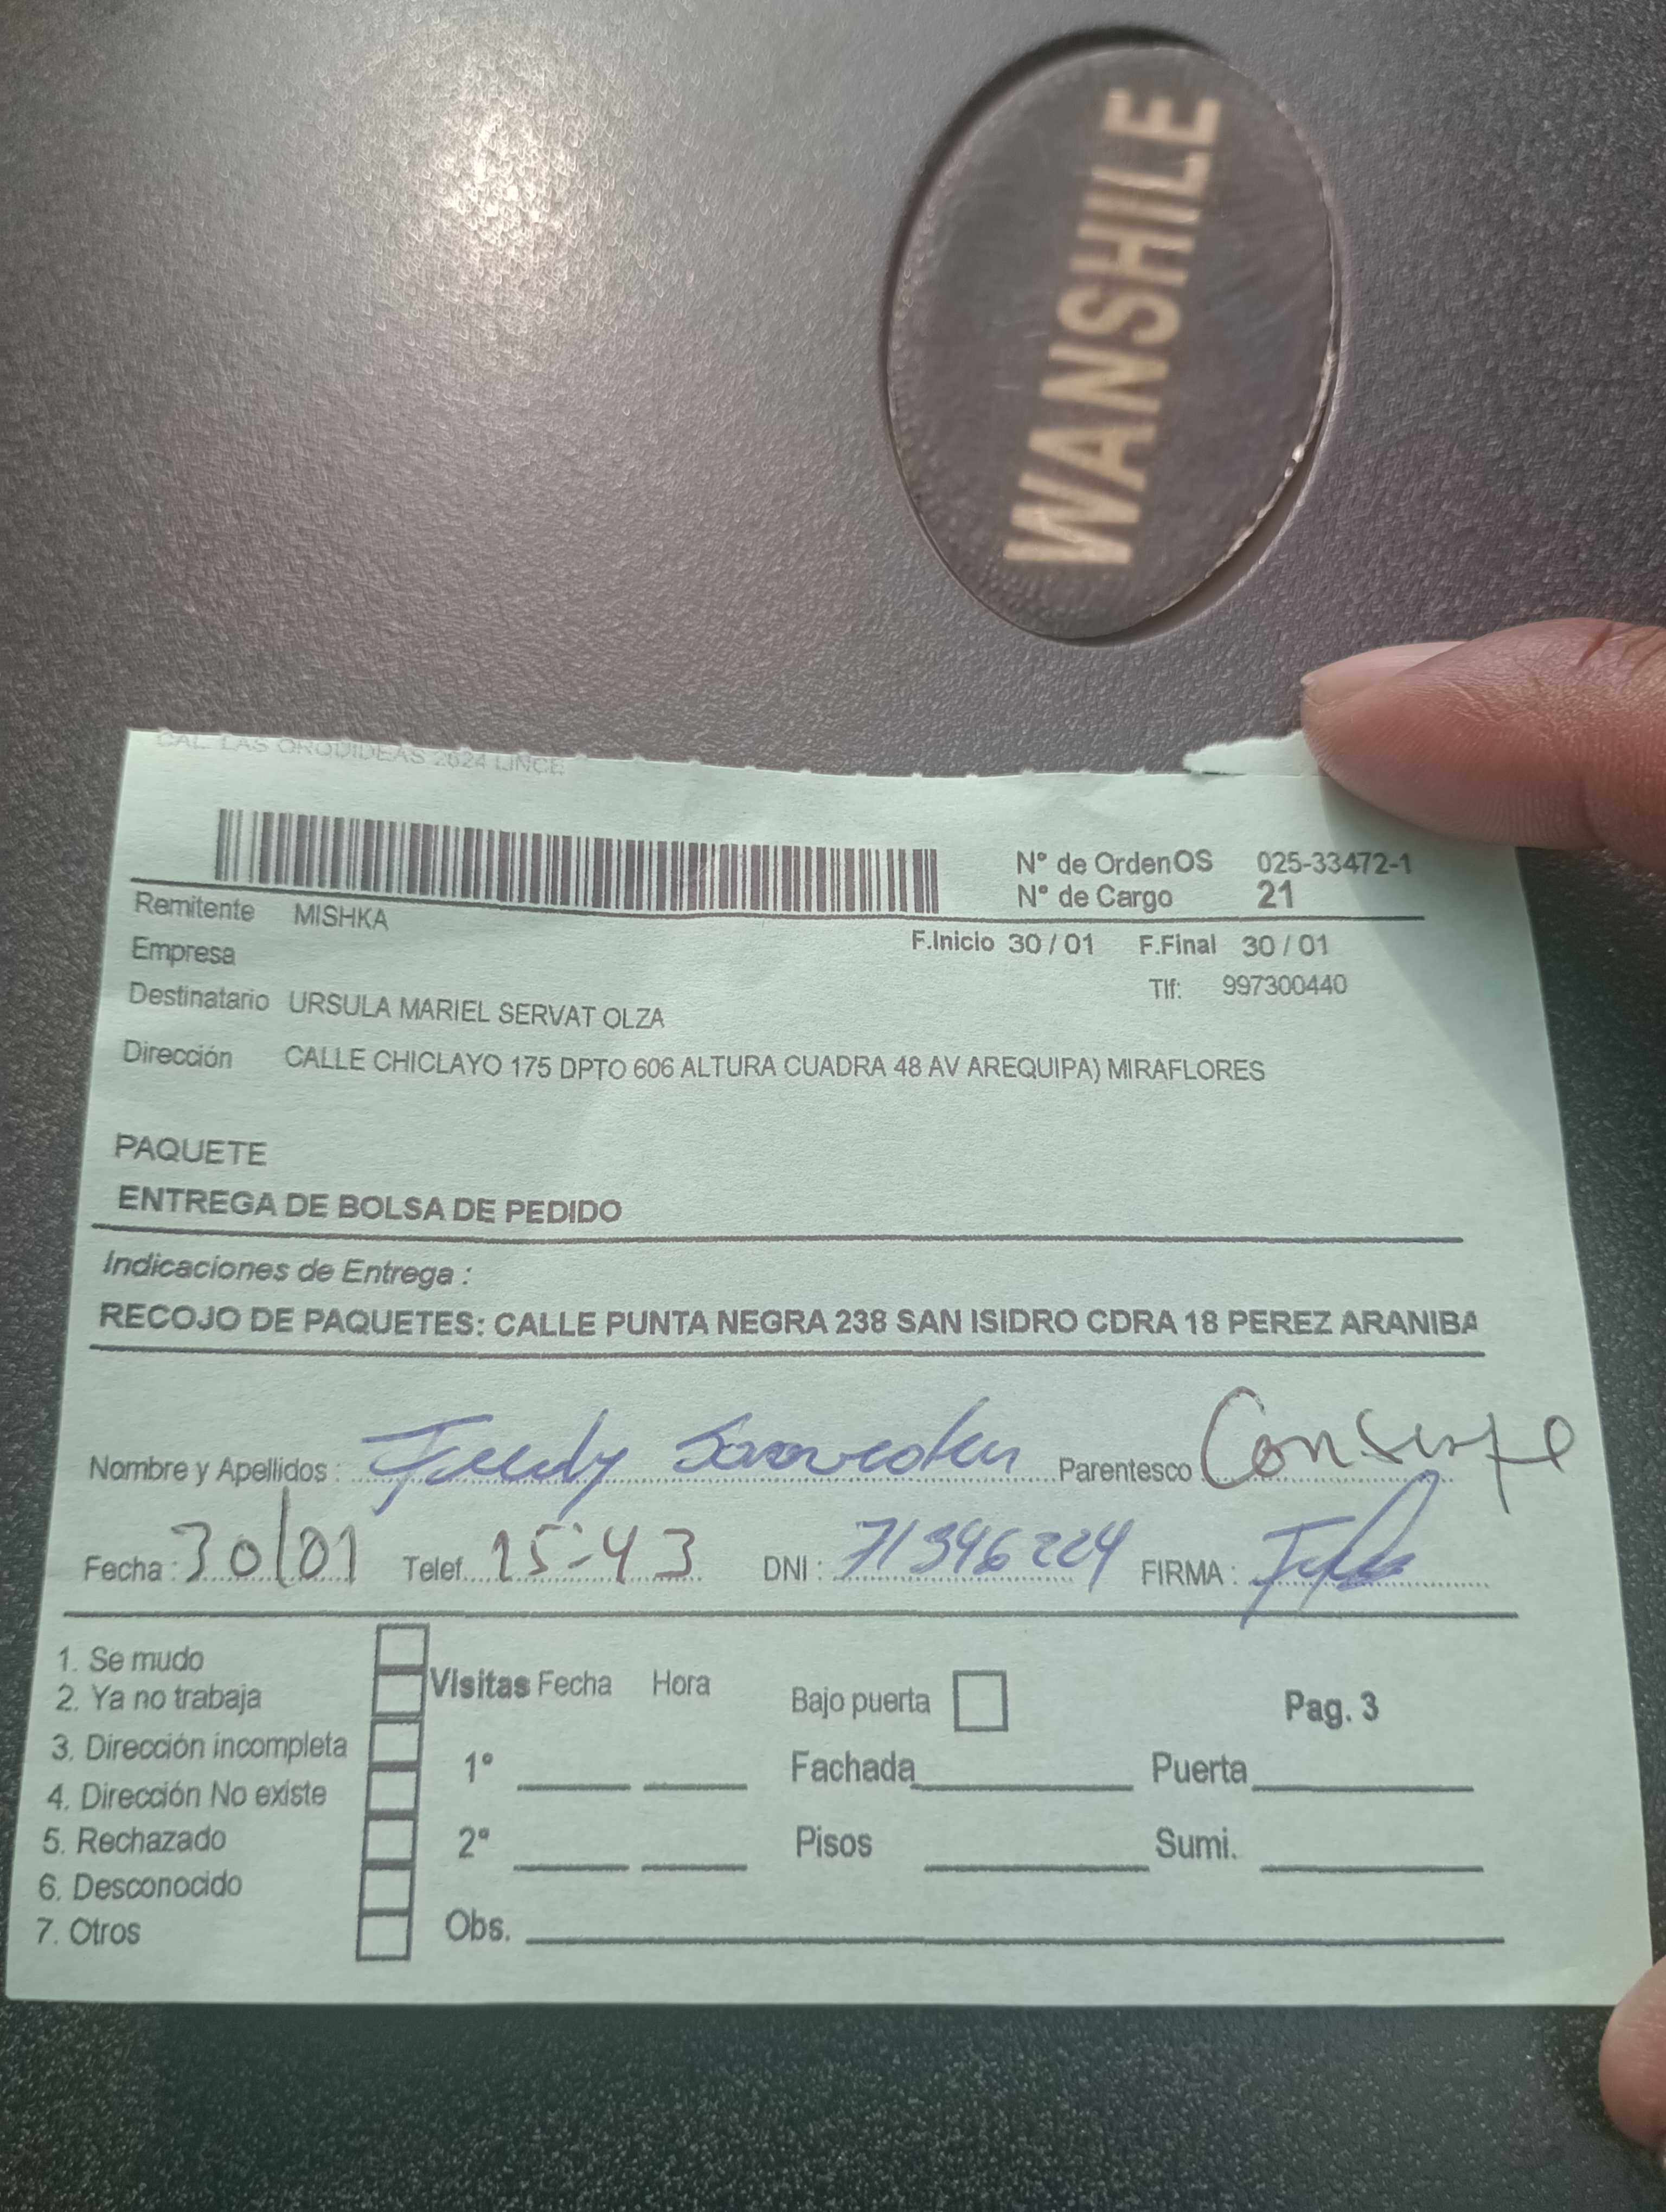 WANSHILE
CAL. LAS ORQUIDEAS 2624 LINCE
N° de Orden OS 025-33472-1
N° de Cargo 21
Remitente MISHKA
F.Inicio 30 / 01 F.Final 30 / 01
Empresa
Tlf: 997300440
Destinatario URSULA MARIEL SERVAT OLZA
Dirección CALLE CHICLAYO 175 DPTO 606 ALTURA CUADRA 48 AV AREQUIPA) MIRAFLORES
PAQUETE
ENTREGA DE BOLSA DE PEDIDO
Indicaciones de Entrega :
RECOJO DE PAQUETES: CALLE PUNTA NEGRA 238 SAN ISIDRO CDRA 18 PEREZ ARANIBA
Nombre y Apellidos : Saavedra Parentesco Conserje
Fecha : 30/01 Telef. 15:43 DNI : 71346224 FIRMA :
1. Se mudo
2. Ya no trabaja
3. Dirección incompleta
4. Dirección No existe
5. Rechazado
6. Desconocido
7. Otros
Visitas Fecha Hora
1°
2°
Obs.
Bajo puerta Pag. 3
Fachada Puerta
Pisos Sumi.